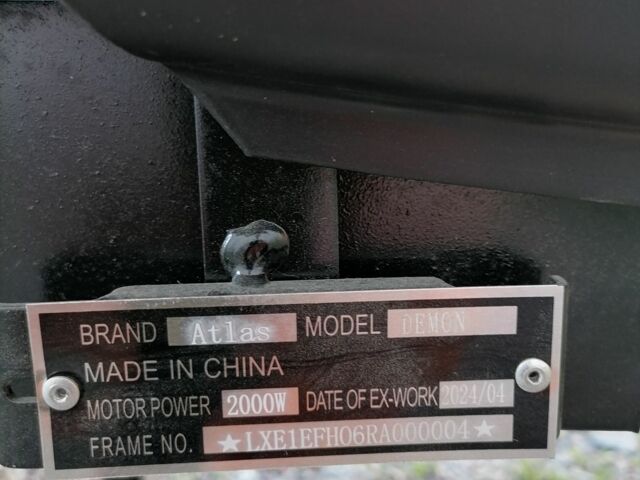 BRAND Atlas MODEL DEMON
MADE IN CHINA
MOTOR POWER 2000W DATE OF EX-WORK 2024/04
FRAME NO. ★LXE1EFH06RA000004★